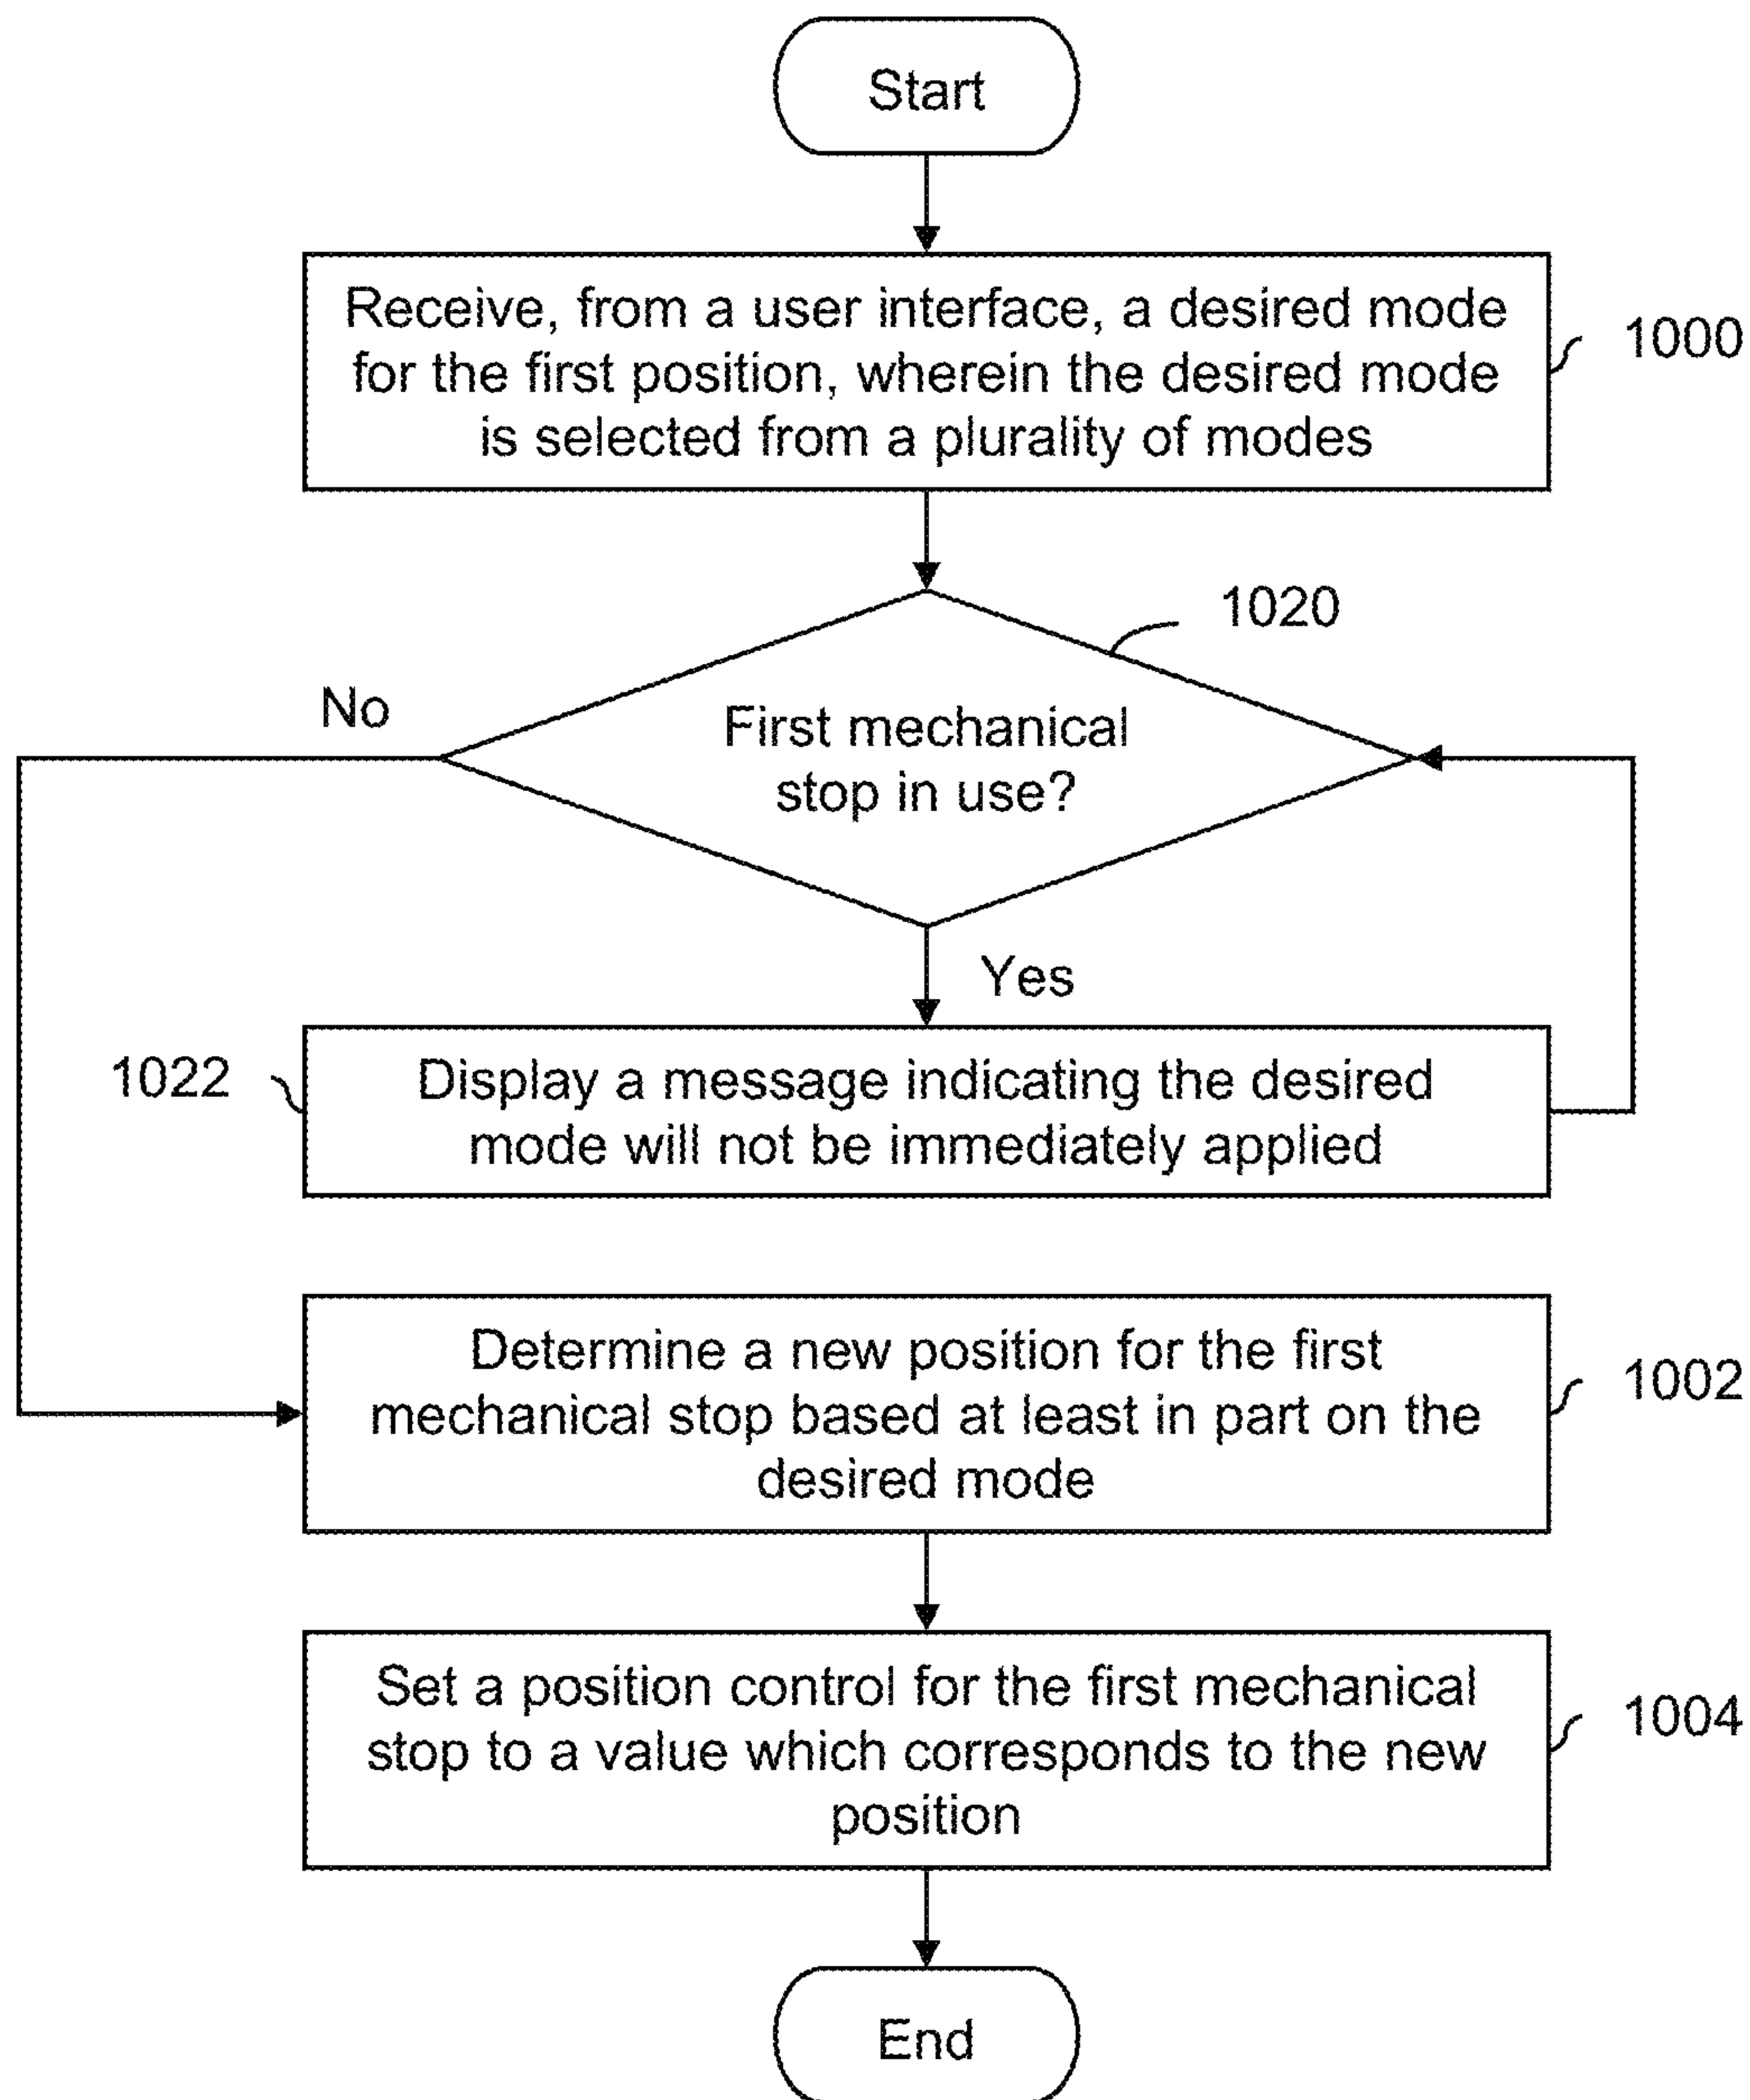 Start
Receive, from a user interface, a desired mode
for the first position, wherein the desired mode
is selected from a plurality of modes
1000
1020
No
First mechanical
stop in use?
Yes
1022
Display a message indicating the desired
mode will not be immediately applied
Determine a new position for the first
mechanical stop based at least in part on the
desired mode
1002
Set a position control for the first mechanical
stop to a value which corresponds to the new
position
1004
End